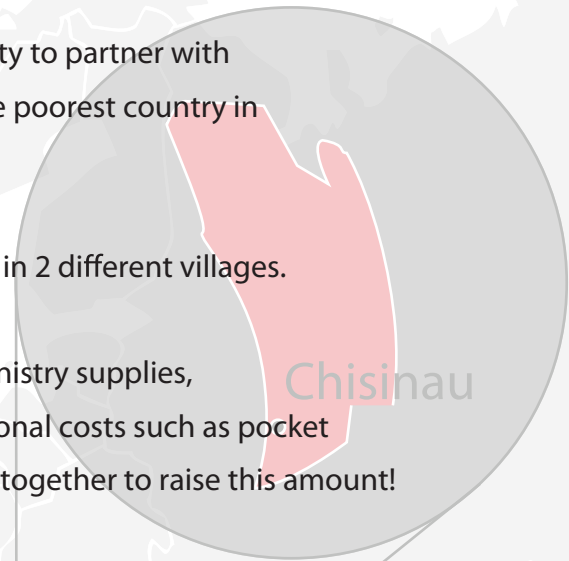 ty to partner with
e poorest country in
in 2 different villages.
nistry supplies,
Chisinau
onal costs such as pocket
together to raise this amount!